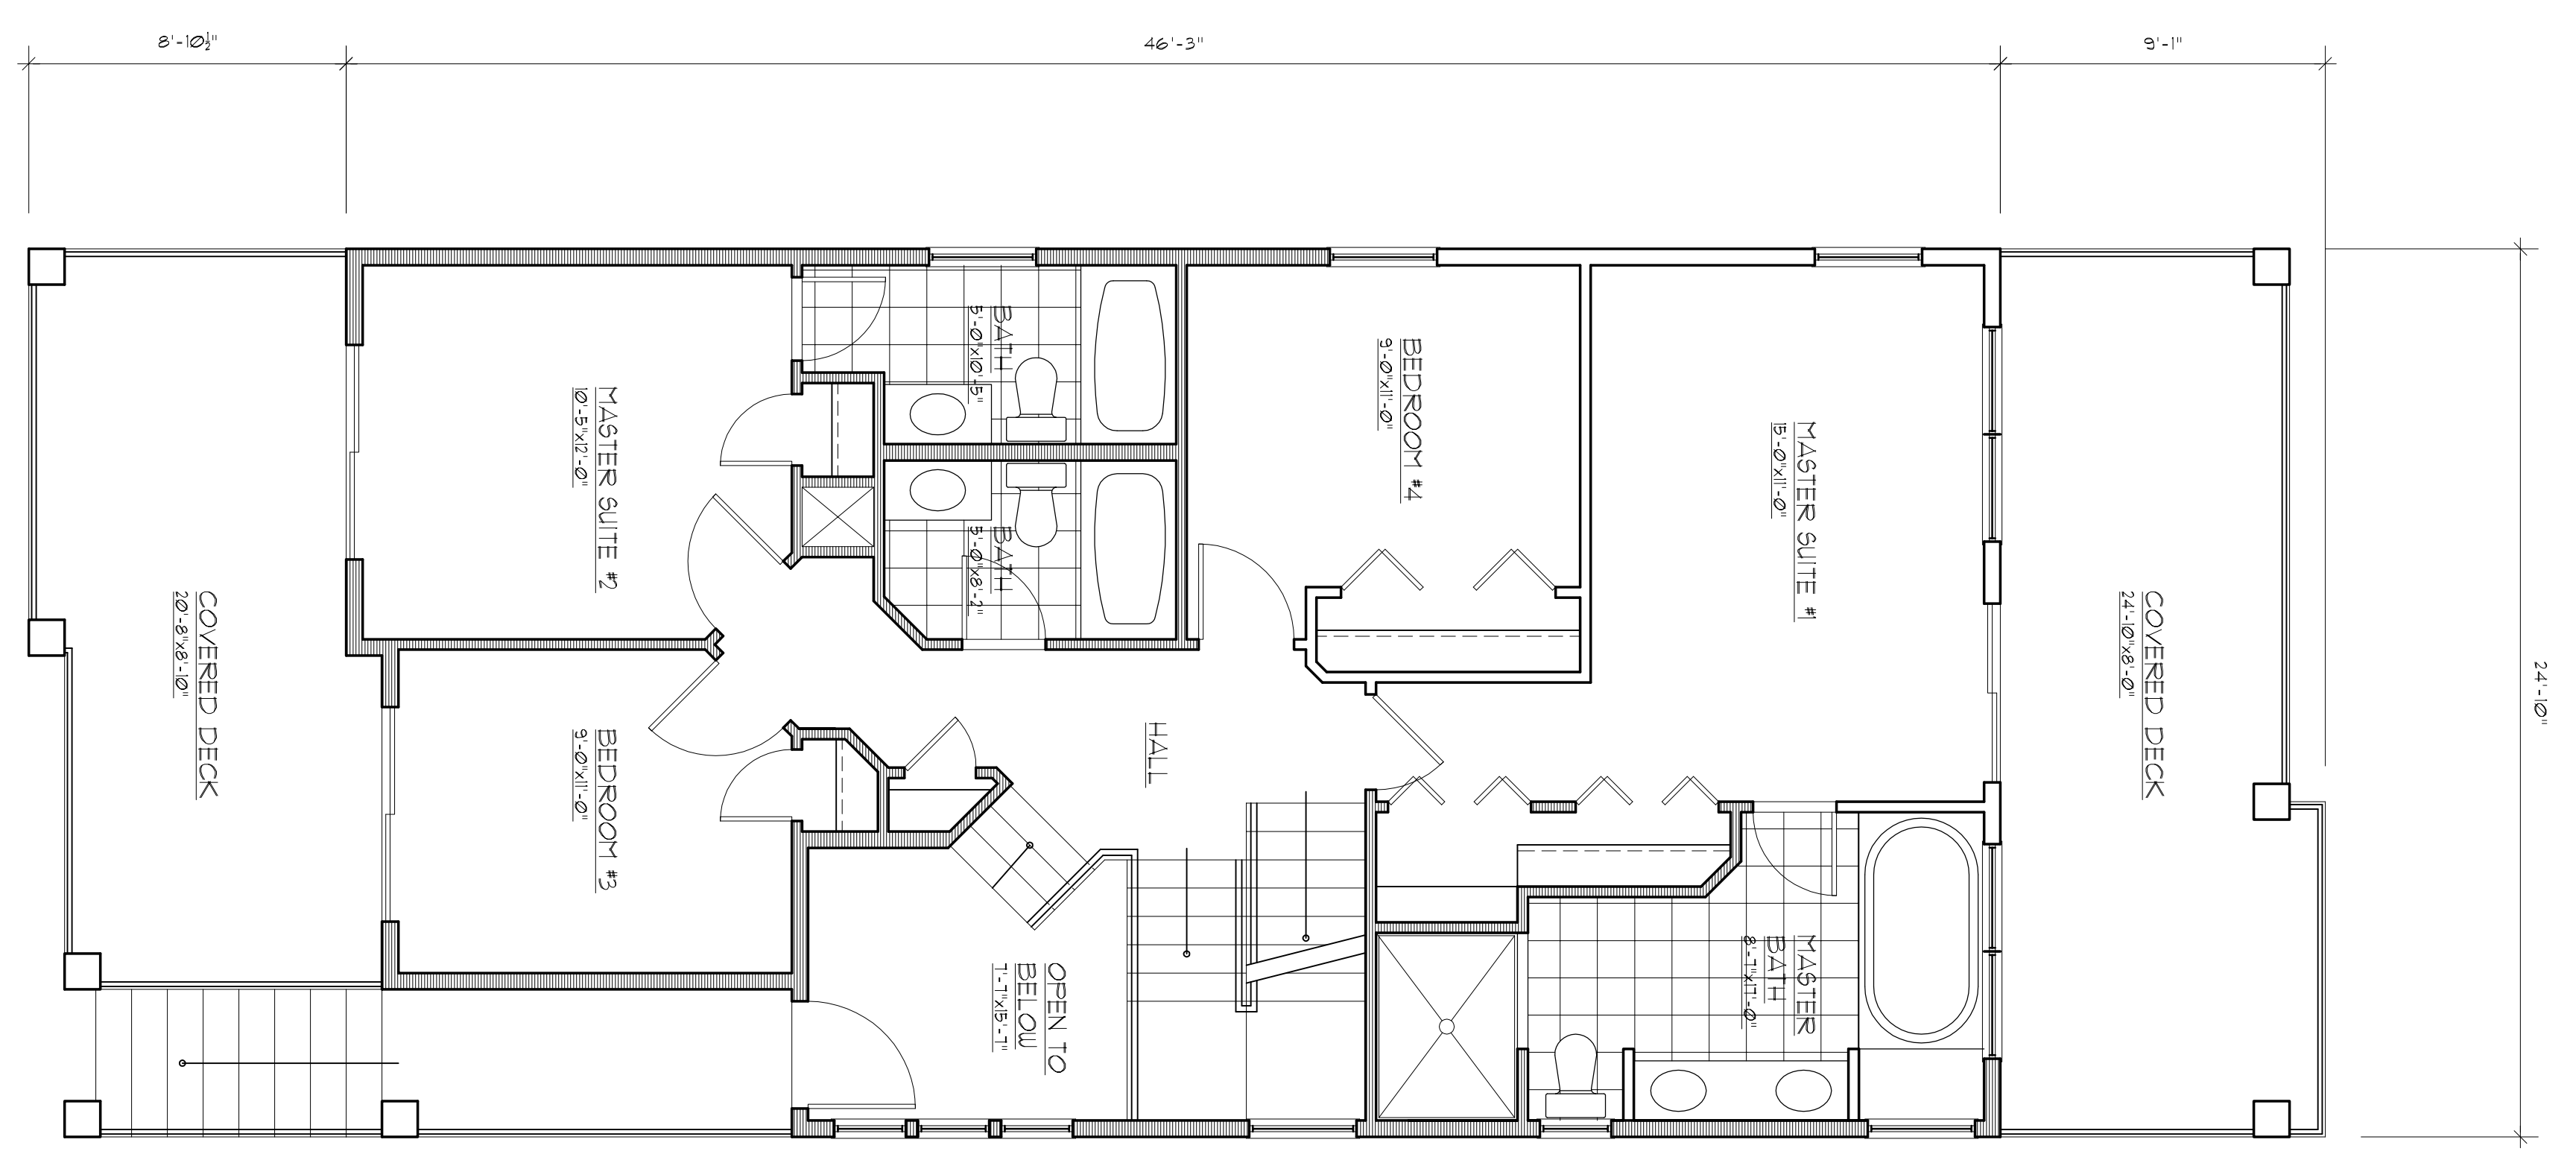 8'-10½"
46'-3"
9'-1"
24'-10"
COVERED DECK
20'-8"x8'-10"
MASTER SUITE #2
10'-5"x12'-0"
BEDROOM #3
9'-0"x11'-0"
BATH
5'-0"x10'-5"
BATH
5'-0"x8'-2"
HALL
OPEN TO
BELOW
7'-7"x15'-7"
BEDROOM #4
9'-0"x11'-0"
MASTER SUITE #1
15'-0"x11'-0"
MASTER
BATH
8'-7"x17'-0"
COVERED DECK
24'-10"x8'-0"